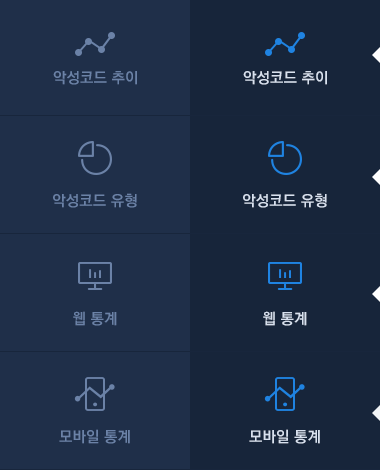 악성코드 추이 악성코드 추이
악성코드 유형 악성코드 유형
웹 통계 웹 통계
모바일 통계 모바일 통계